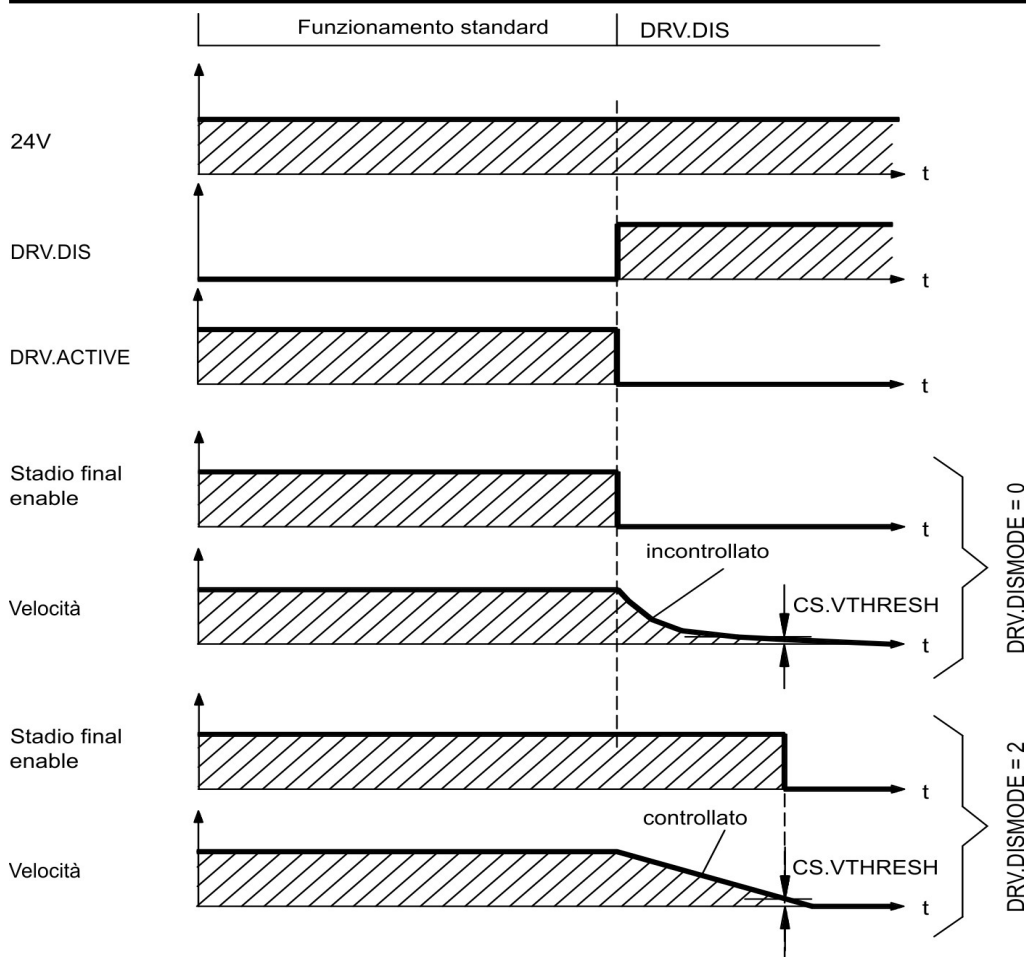 Funzionamento standard
DRV.DIS
24V
t
DRV.DIS
t
DRV.ACTIVE
t
Stadio final
enable
t
incontrollato
Velocità
CS.VTHRESH
t
DRV.DISMODE = 0
Stadio final
enable
t
controllato
Velocità
CS.VTHRESH
t
DRV.DISMODE = 2